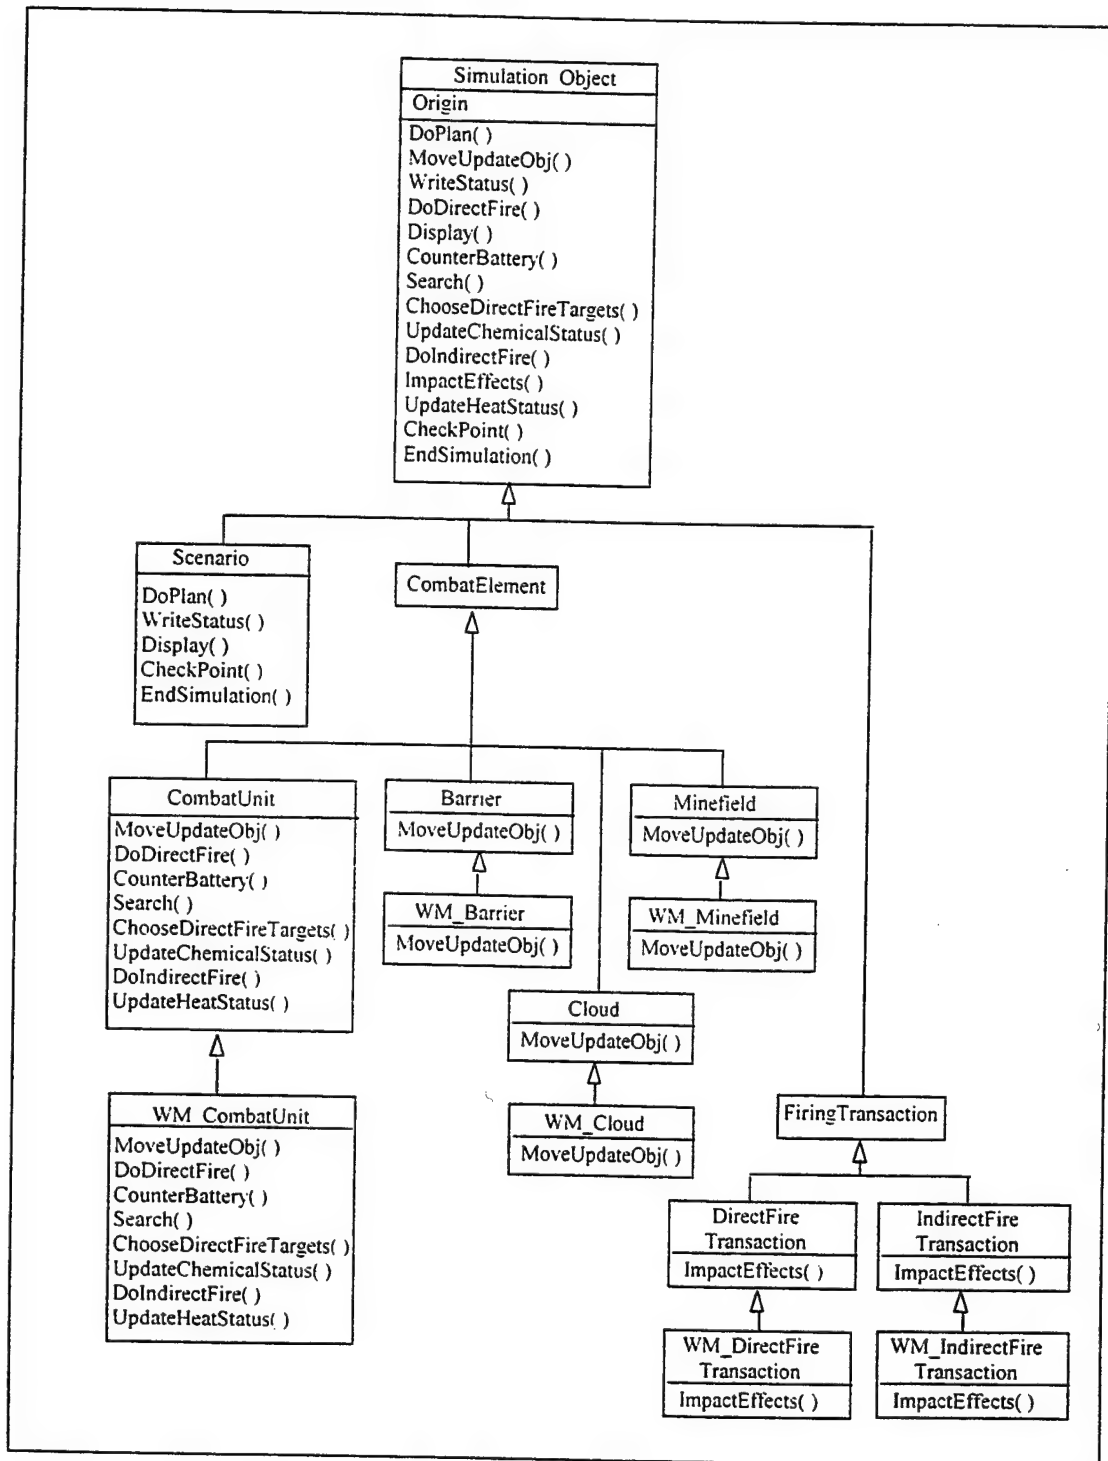 Simulation Object
Origin
DoPlan( )
MoveUpdateObj( )
WriteStatus( )
DoDirectFire( )
Display( )
CounterBattery( )
Search( )
ChooseDirectFireTargets( )
UpdateChemicalStatus( )
DoIndirectFire( )
ImpactEffects( )
UpdateHeatStatus( )
CheckPoint( )
EndSimulation( )
Scenario
DoPlan( )
WriteStatus( )
Display( )
CheckPoint( )
EndSimulation( )
CombatElement
CombatUnit
MoveUpdateObj( )
DoDirectFire( )
CounterBattery( )
Search( )
ChooseDirectFireTargets( )
UpdateChemicalStatus( )
DoIndirectFire( )
UpdateHeatStatus( )
Barrier
MoveUpdateObj( )
WM_Barrier
MoveUpdateObj( )
Minefield
MoveUpdateObj( )
WM_Minefield
MoveUpdateObj( )
Cloud
MoveUpdateObj( )
WM_Cloud
MoveUpdateObj( )
WM_CombatUnit
MoveUpdateObj( )
DoDirectFire( )
CounterBattery( )
Search( )
ChooseDirectFireTargets( )
UpdateChemicalStatus( )
DoIndirectFire( )
UpdateHeatStatus( )
FiringTransaction
DirectFire
Transaction
ImpactEffects( )
IndirectFire
Transaction
ImpactEffects( )
WM_DirectFire
Transaction
ImpactEffects( )
WM_IndirectFire
Transaction
ImpactEffects( )